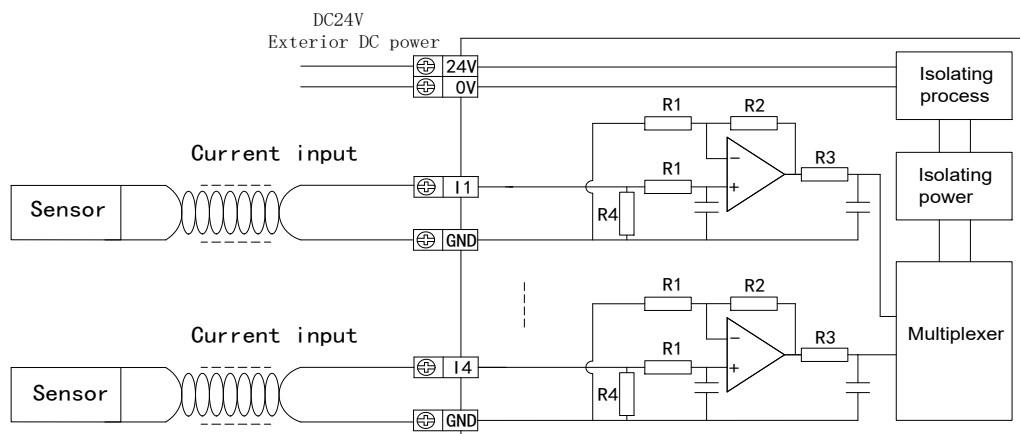 DC24V
Exterior DC power
24V
0V
Isolating
process
R1
R2
Current input
R3
Sensor
I1
R1
R4
GND
Isolating
power
R1
R2
Current input
R3
Multiplexer
Sensor
I4
R1
R4
GND